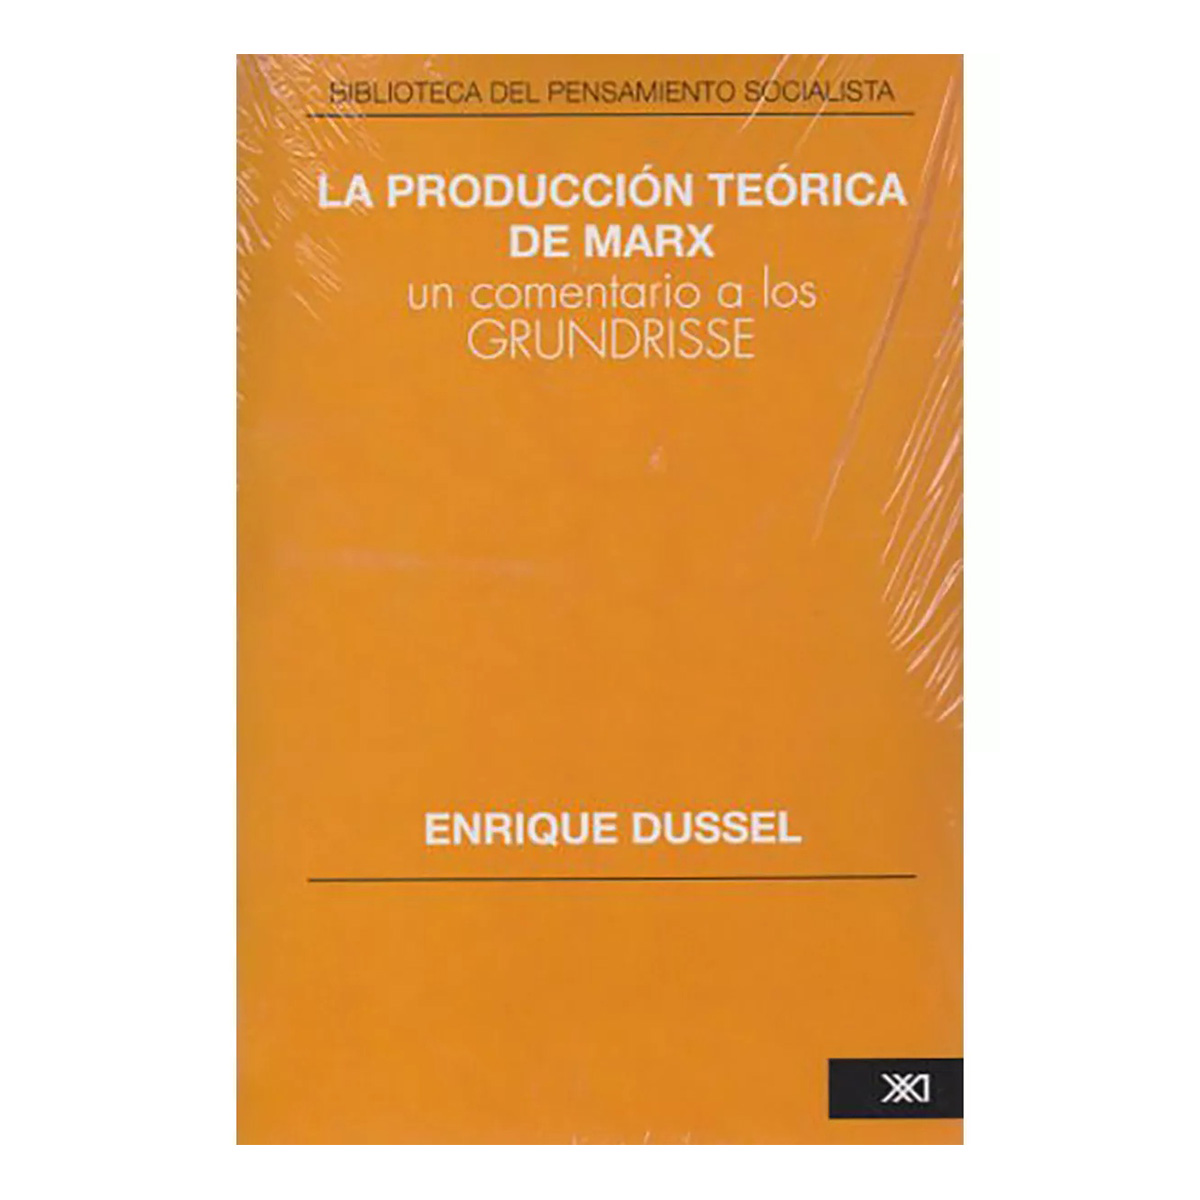 BIBLIOTECA DEL PENSAMIENTO SOCIALISTA
LA PRODUCCIÓN TEÓRICA
DE MARX
un comentario a los
GRUNDRISSE
ENRIQUE DUSSEL
XXI